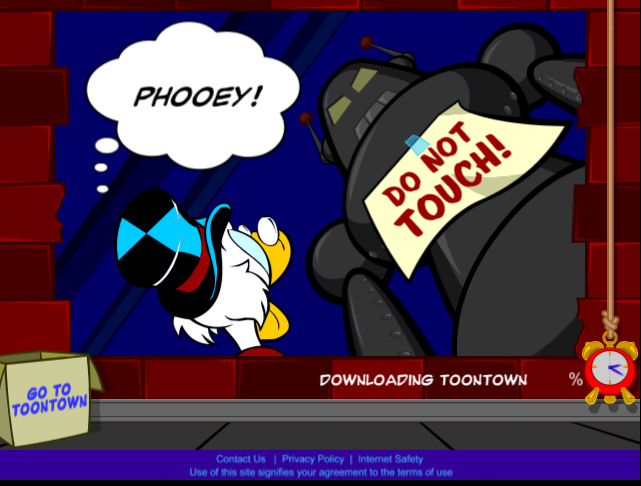 PHOOEY!
DO NOT
TOUCH!
DOWNLOADING TOONTOWN %
GO TO
TOONTOWN
Contact Us | Privacy Policy | Internet Safety
Use of this site signifies your agreement to the terms of use